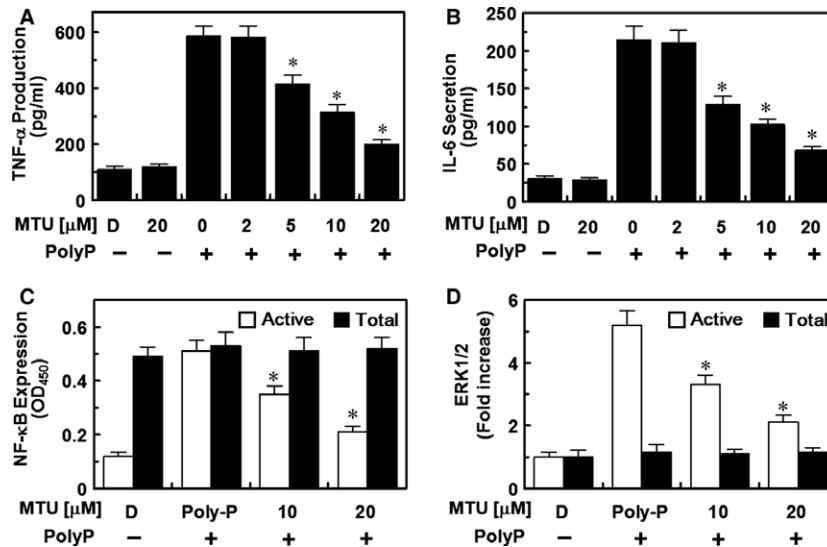 A
TNF-α Production
(pg/ml)
600
400
200
0
MTU [μM] D 20 0 2 5 10 20
PolyP − − + + + + +
* * *
B
IL-6 Secretion
(pg/ml)
250
200
150
100
50
0
MTU [μM] D 20 0 2 5 10 20
PolyP − − + + + + +
* * *
C
NF-κB Expression
(OD450)
0.6
0.4
0.2
0
Active Total
* *
MTU [μM] D Poly-P 10 20
PolyP − + + +
D
ERK1/2
(Fold increase)
6
4
2
0
Active Total
* *
MTU [μM] D Poly-P 10 20
PolyP − + + +